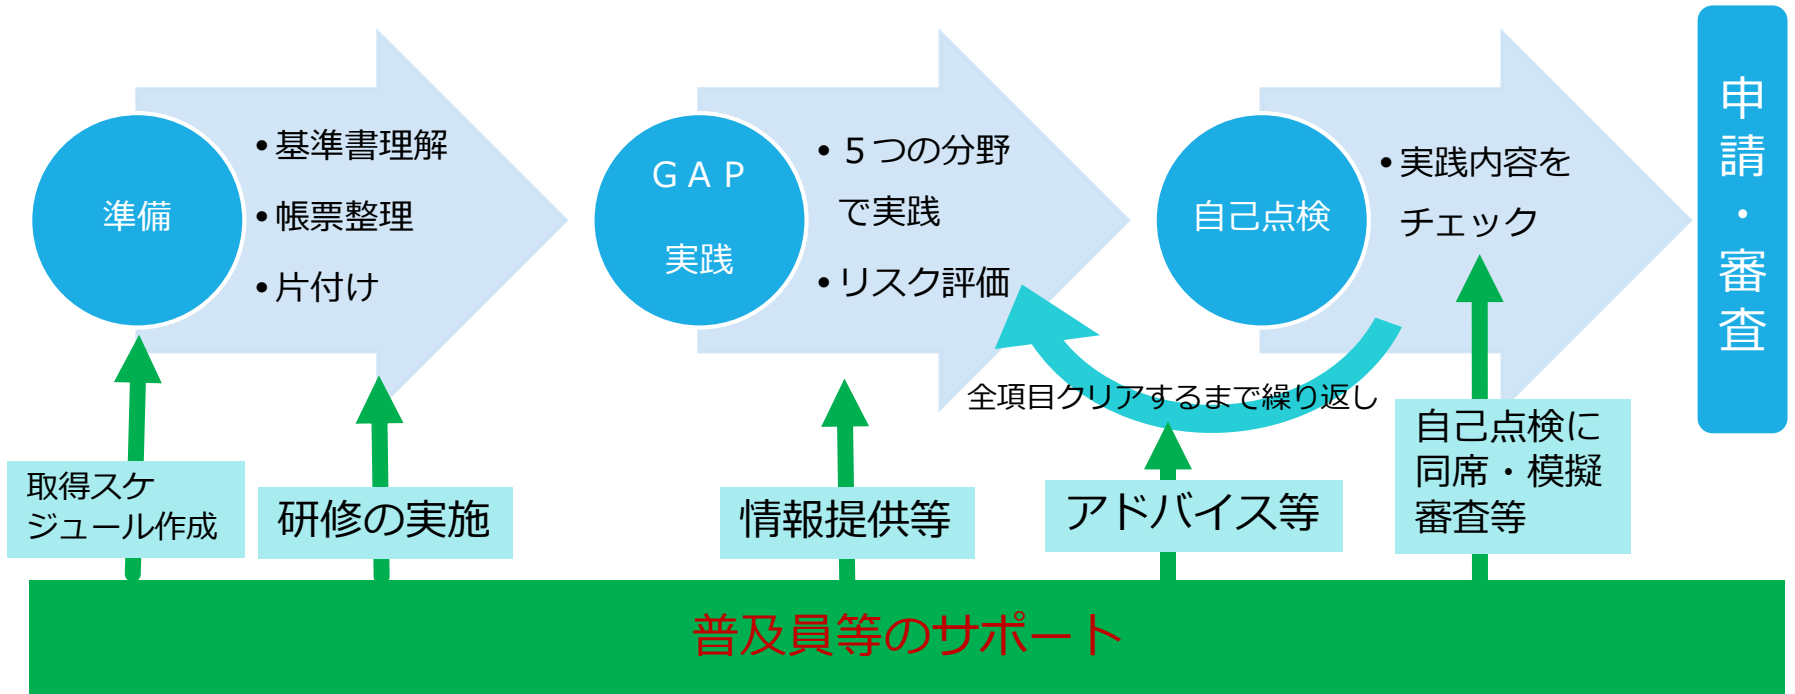 準備
•基準書理解
•帳票整理
•片付け
ＧＡＰ
実践
•５つの分野
で実践
•リスク評価
自己点検
•実践内容を
チェック
申請・審査
全項目クリアするまで繰り返し
取得スケ
ジュール作成
研修の実施
情報提供等
アドバイス等
自己点検に
同席・模擬
審査等
普及員等のサポート